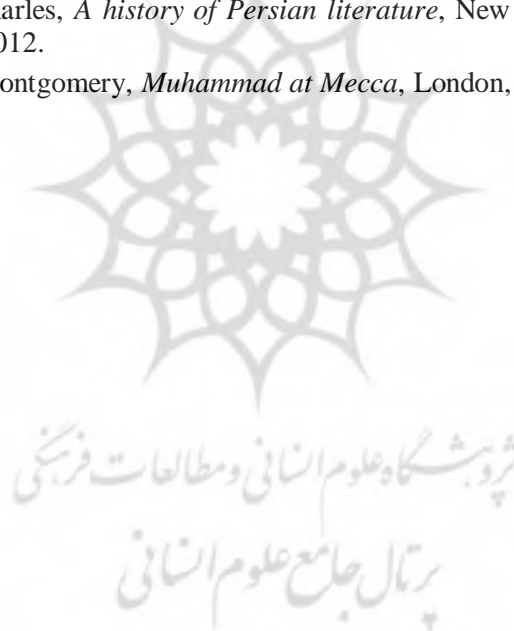 arles, A history of Persian literature, New
012.
ontgomery, Muhammad at Mecca, London,
پژوهشگاه علوم انسانی و مطالعات فرهنگی
پرتال جامع علوم انسانی